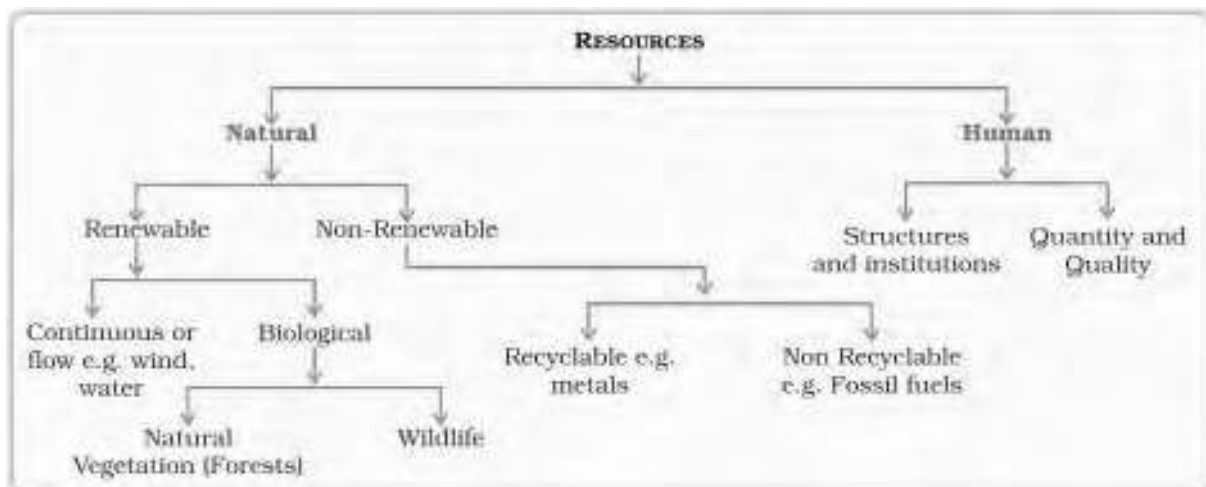 RESOURCES
Natural
Human
Renewable
Non-Renewable
Structures
and institutions
Quantity and
Quality
Continuous or
flow e.g. wind,
water
Biological
Recyclable e.g.
metals
Non Recyclable
e.g. Fossil fuels
Natural
Vegetation (Forests)
Wildlife